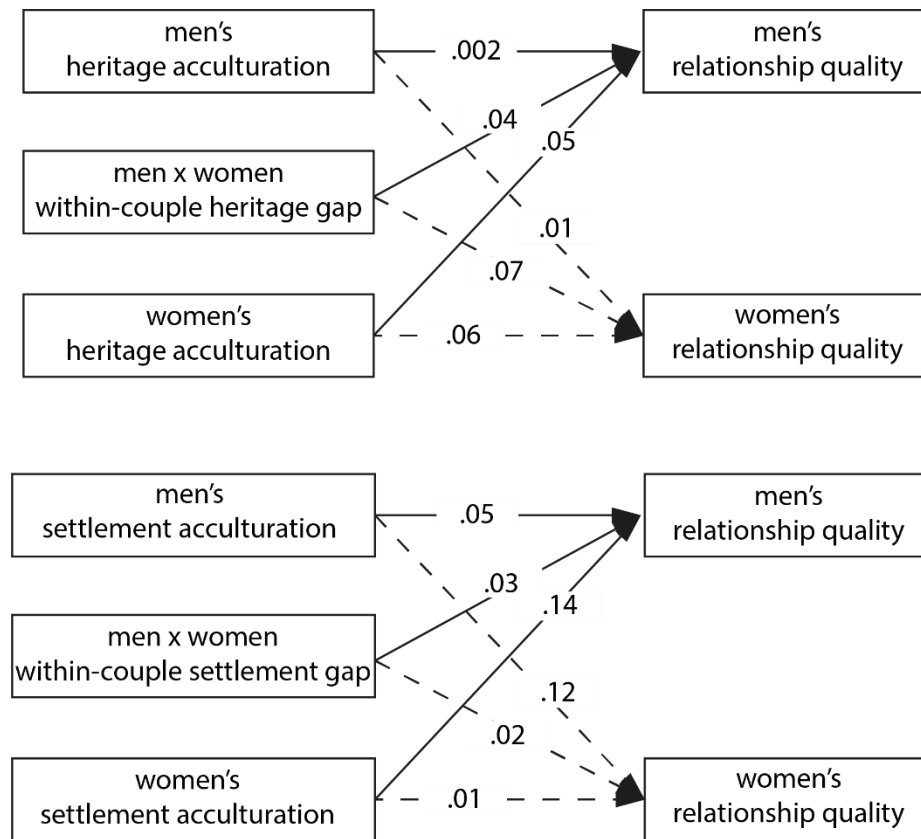 men's
heritage acculturation
.002
men's
relationship quality
.04
.05
men x women
within-couple heritage gap
.01
.07
women's
heritage acculturation
.06
women's
relationship quality
men's
settlement acculturation
.05
men's
relationship quality
.03
.14
men x women
within-couple settlement gap
.12
.02
women's
settlement acculturation
.01
women's
relationship quality